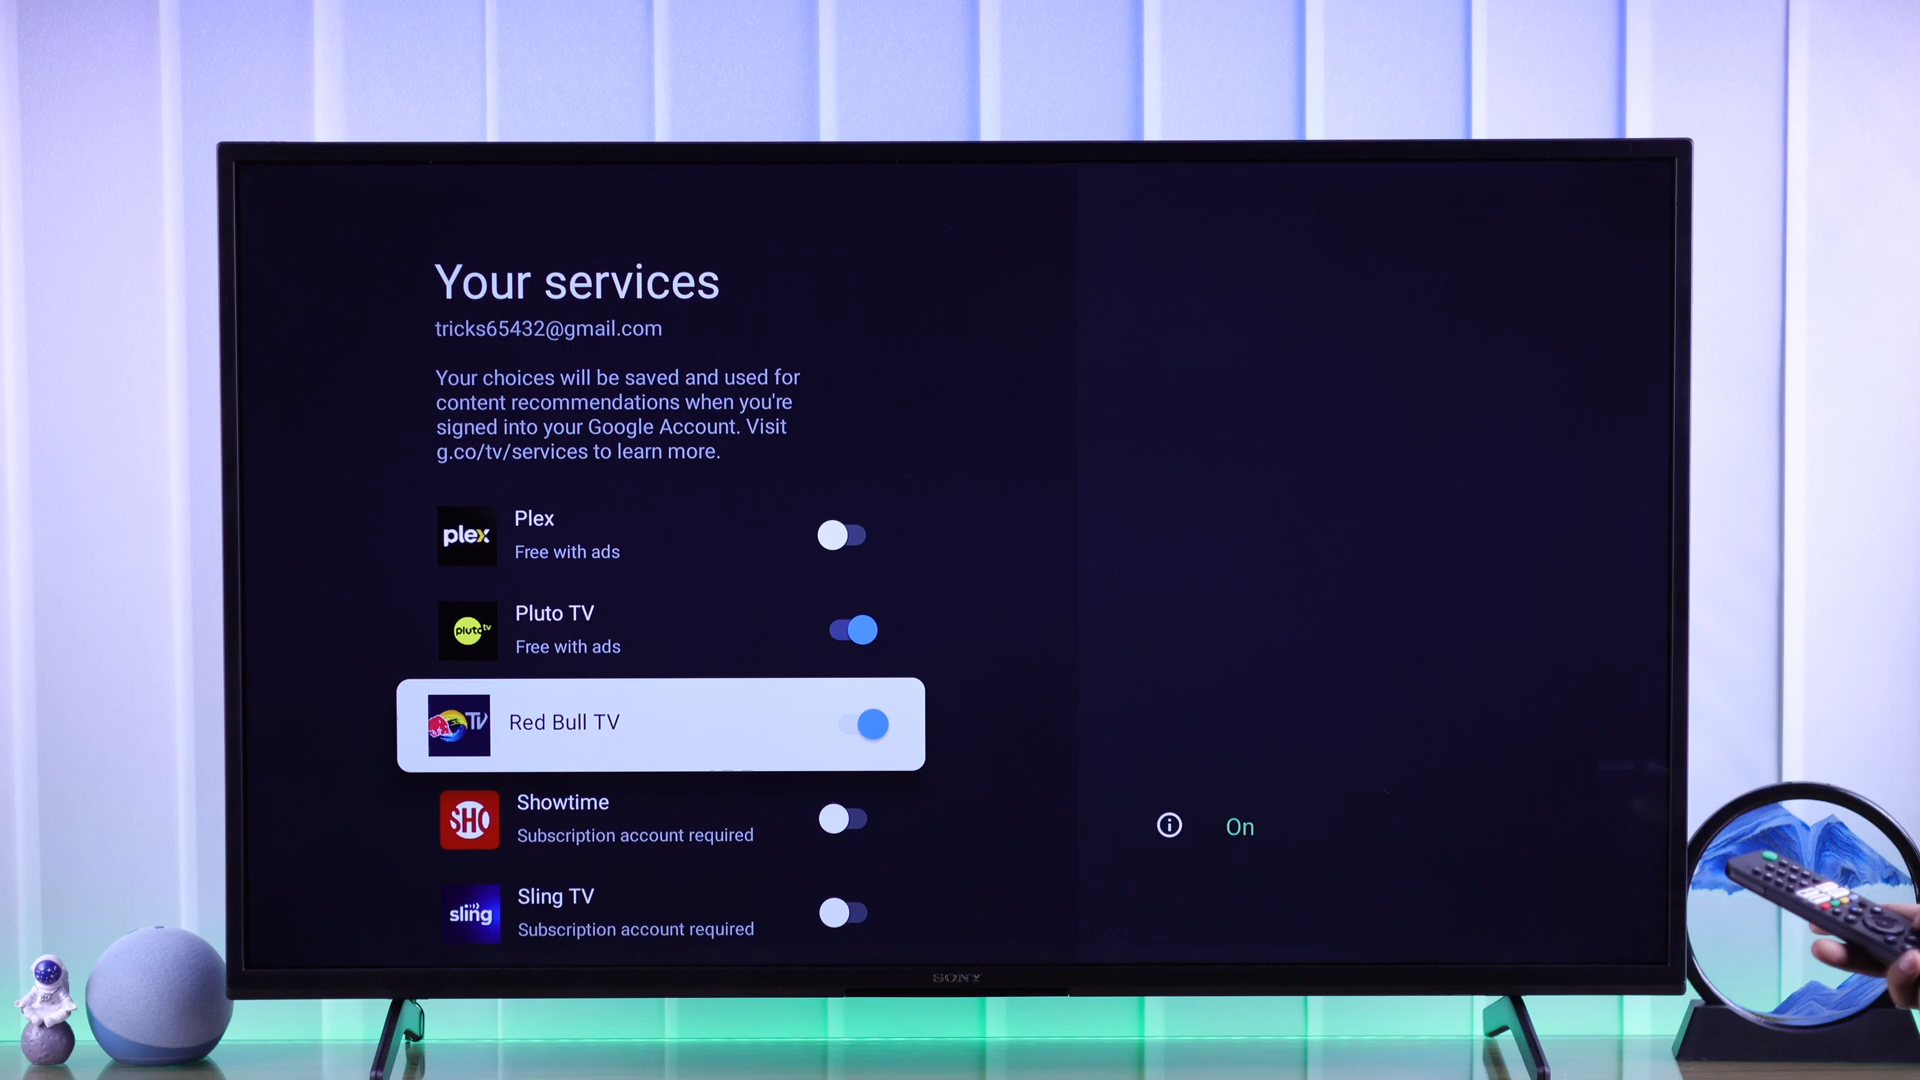 Your services
tricks65432@gmail.com
Your choices will be saved and used for
content recommendations when you're
signed into your Google Account. Visit
g.co/tv/services to learn more.
plex
Plex
Free with ads
pluto tv
Pluto TV
Free with ads
TV
Red Bull TV
SHO
Showtime
Subscription account required
On
sling
Sling TV
Subscription account required
SONY